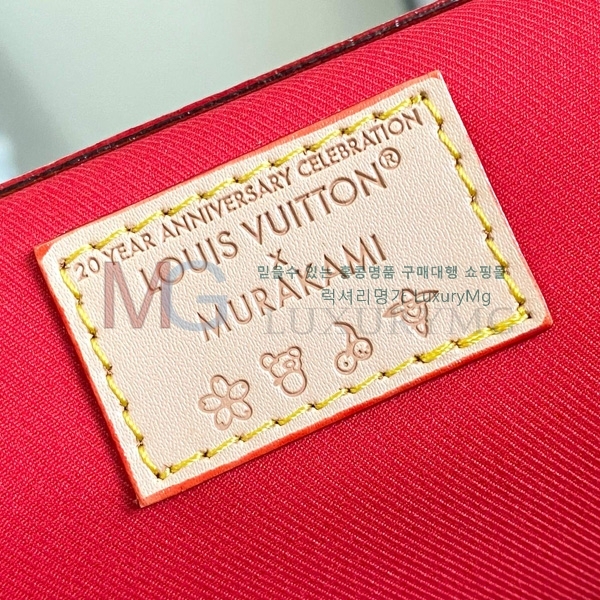 20 YEAR ANNIVERSARY CELEBRATION
LOUIS VUITTON®
x
MURAKAMI
믿을수 있는 홍콩명품 구매대행 쇼핑몰
럭셔리명가 LuxuryMg
MG LUXURYMG